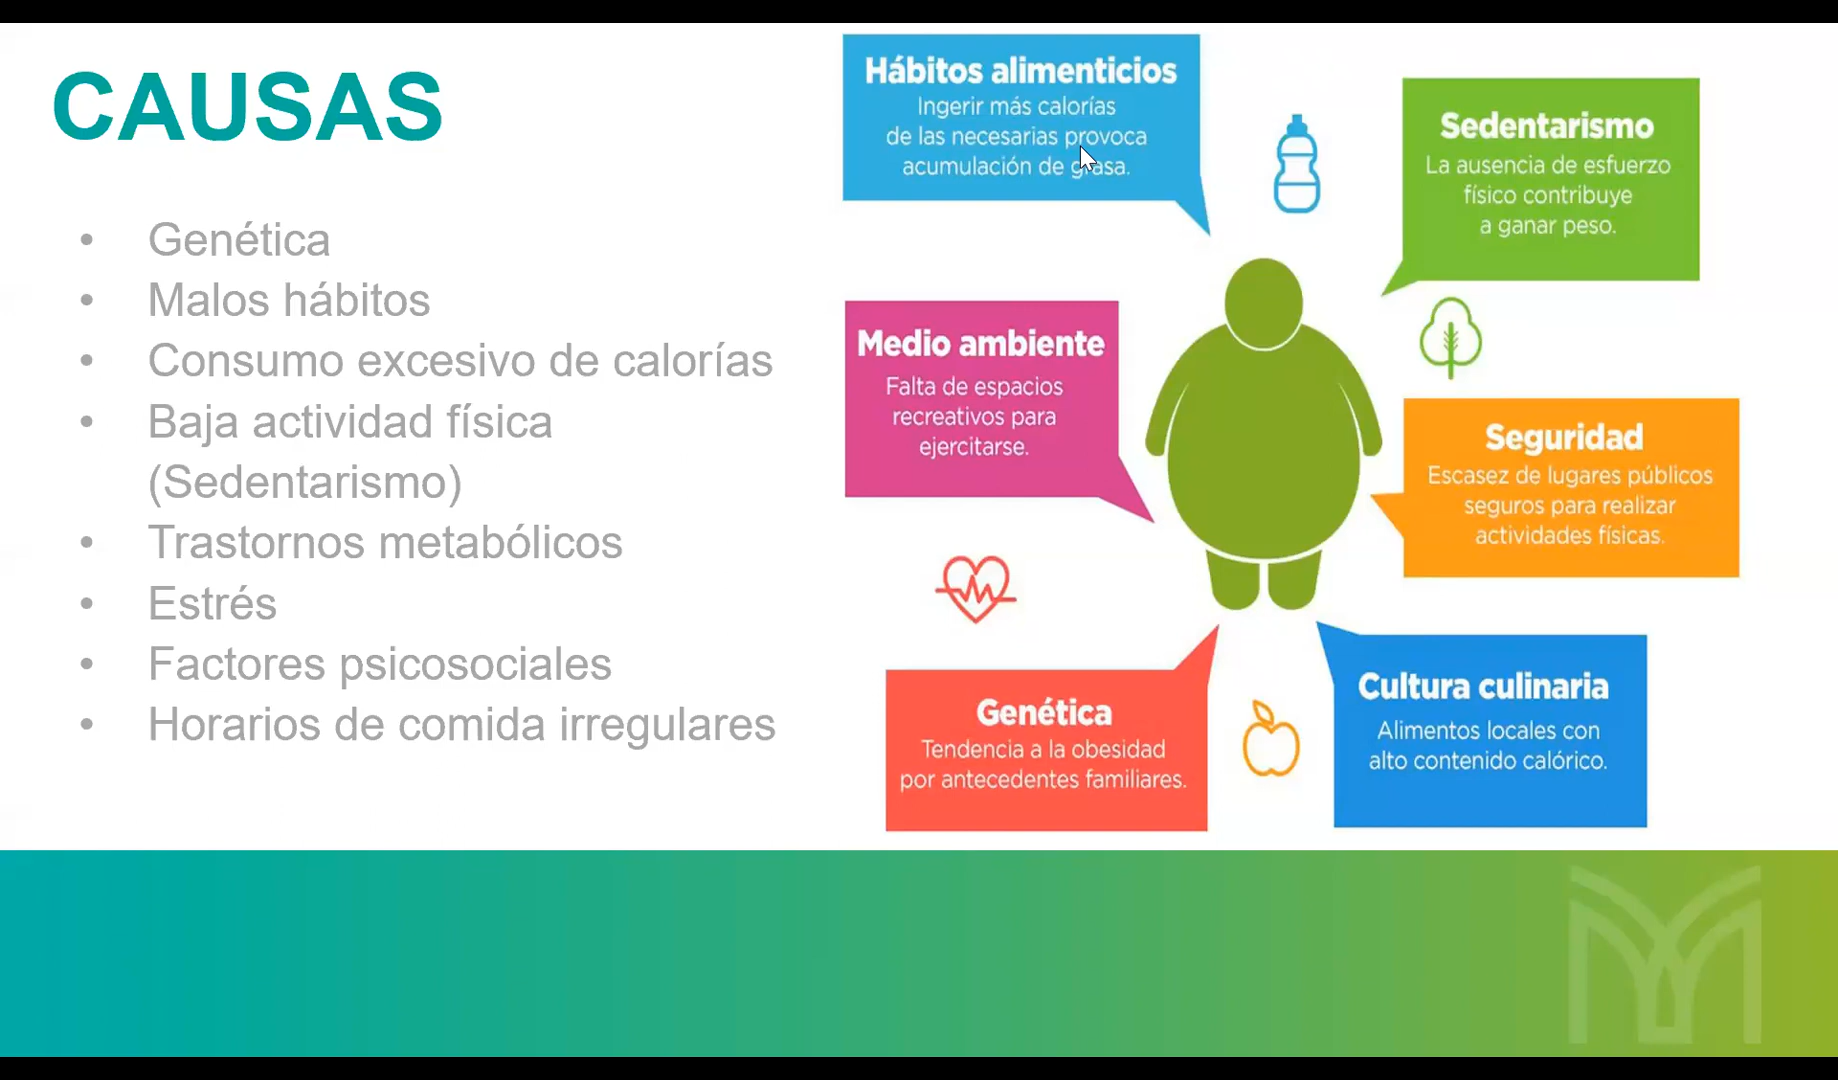 CAUSAS
• Genética
• Malos hábitos
• Consumo excesivo de calorías
• Baja actividad física
(Sedentarismo)
• Trastornos metabólicos
• Estrés
• Factores psicosociales
• Horarios de comida irregulares
Hábitos alimenticios
Ingerir más calorías
de las necesarias provoca
acumulación de grasa.
Sedentarismo
La ausencia de esfuerzo
físico contribuye
a ganar peso.
Medio ambiente
Falta de espacios
recreativos para
ejercitarse.
Seguridad
Escasez de lugares públicos
seguros para realizar
actividades físicas.
Genética
Tendencia a la obesidad
por antecedentes familiares.
Cultura culinaria
Alimentos locales con
alto contenido calórico.